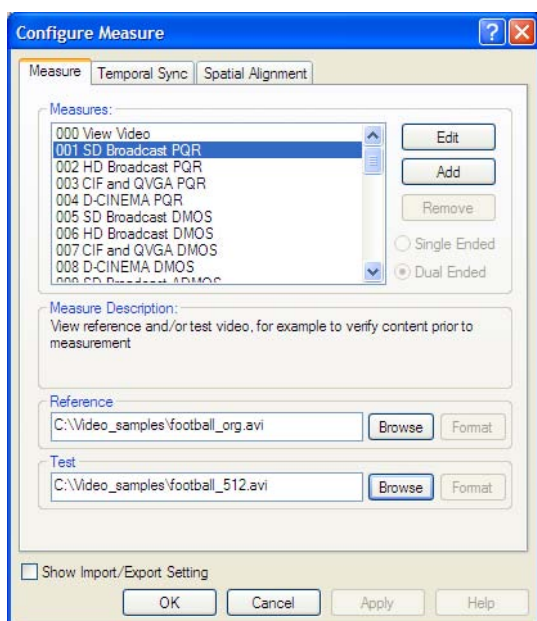 Configure Measure
Measure
Temporal Sync
Spatial Alignment
Measures:
000 View Video
001 SD Broadcast PQR
002 HD Broadcast PQR
003 CIF and QVGA PQR
004 D-CINEMA PQR
005 SD Broadcast DMOS
006 HD Broadcast DMOS
007 CIF and QVGA DMOS
008 D-CINEMA DMOS
009 SD Broadcast ADMOS
Edit
Add
Remove
Single Ended
Dual Ended
Measure Description:
View reference and/or test video, for example to verify content prior to
measurement
Reference
C:\Video_samples\football_org.avi
Browse
Format
Test
C:\Video_samples\football_512.avi
Browse
Format
Show Import/Export Setting
OK
Cancel
Apply
Help